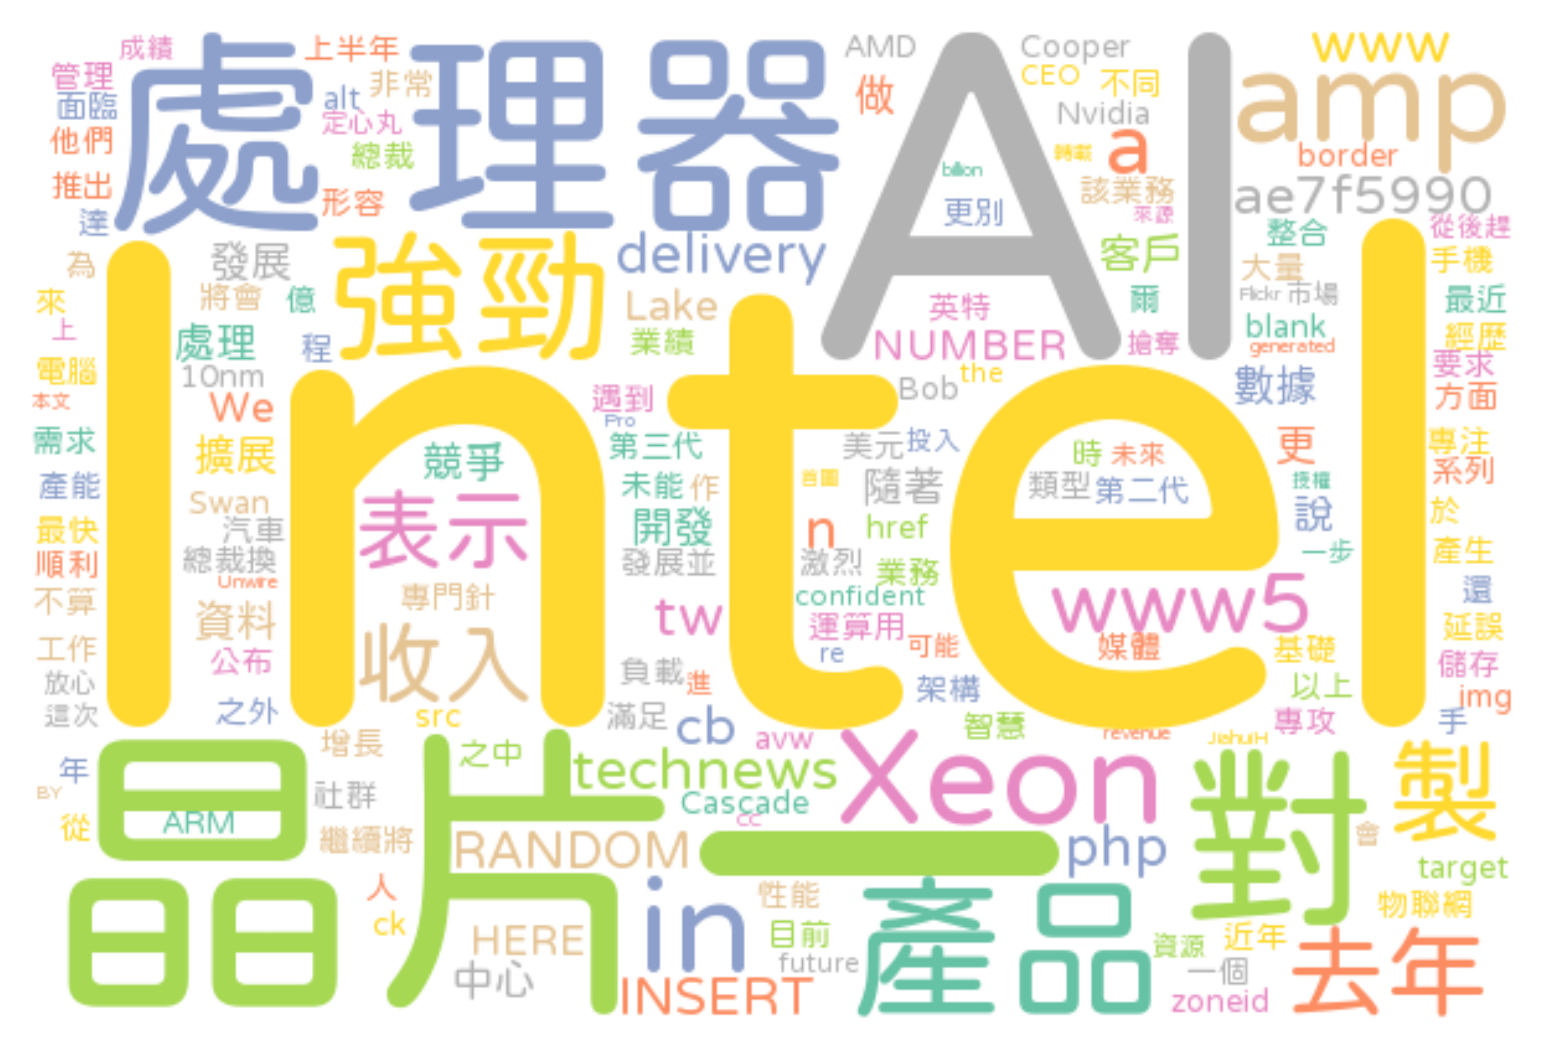 成績
上半年
AMD
Cooper
www
管理
處理器
AI
CEO
不同
amp
面臨
非常
alt
做
Nvidia
定心丸
他們
總裁
a
轉載
border
billion
推出
形容
該業務
ae7f5990
更別
來源
達
從後趕
強勁
delivery
客戶
整合
為
發展
手機
大量
來
將會
億
Lake
英特
爾
Flickr
市場
最近
上
處理
程
業績
NUMBER
搶奪
blank
經歷
generated
電腦
10nm
the
要求
Bob
數據
本文
We
遇到
方面
Pro
Intel
需求
擴展
競爭
第三代
美元
投入
時
未來
更
專注
系列
產能
未能
作
首圖
隨著
類型
第二代
授權
Swan
表示
說
於
最快
汽車
開發
n
href
一步
產生
順利
總裁換
發展並
激烈
業務
Unwire
還
不算
專門針
confident
www5
資料
tw
運算用
延誤
工作
公布
收入
re
可能
媒體
基礎
儲存
放心
負載
進
架構
以上
img
這次
之外
src
滿足
cb
智慧
專攻
手
avw
revenue
JiahuiH
增長
之中
年
technews
Xeon
對
製
BY
社群
Cascade
cc
從
ARM
晶片
繼續將
RANDOM
一
php
會
target
人
性能
物聯網
ck
in
產品
HERE
目前
近年
資源
中心
future
一個
去年
INSERT
zoneid